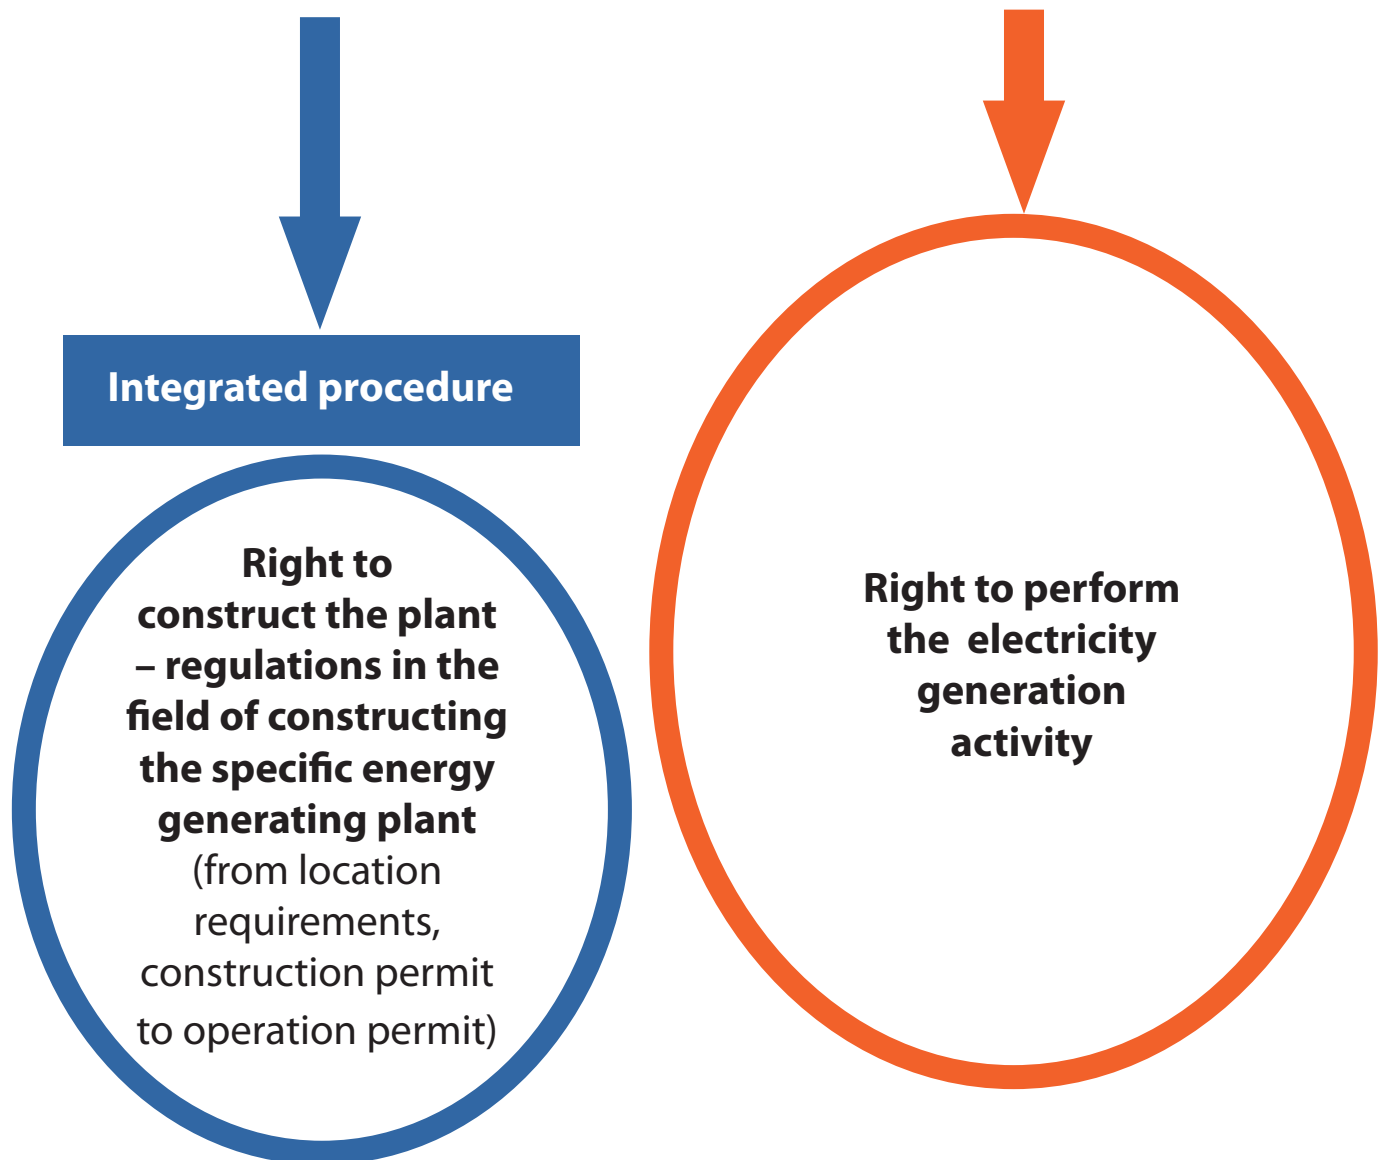 Integrated procedure
Right to
construct the plant
– regulations in the
field of constructing
the specific energy
generating plant
(from location
requirements,
construction permit
to operation permit)
Right to perform
the electricity
generation
activity